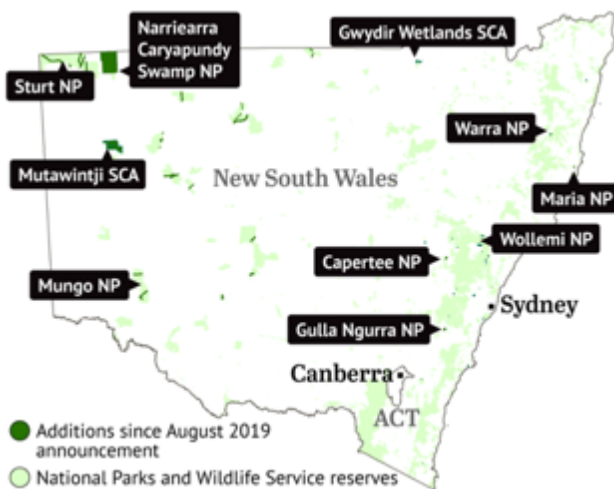 Narriearra
Caryapundy
Swamp NP
Gwydir Wetlands SCA
Sturt NP
Warra NP
Mutawintji SCA
New South Wales
Maria NP
Wollemi NP
Capertee NP
Mungo NP
Sydney
Gulla Ngurra NP
Canberra
ACT
Additions since August 2019
announcement
National Parks and Wildlife Service reserves